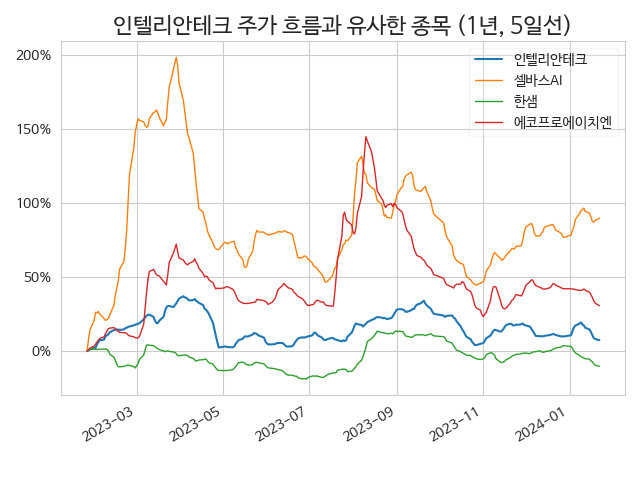 인텔리안테크 주가 흐름과 유사한 종목 (1년, 5일선)
인텔리안테크
셀바스AI
한샘
에코프로에이치엔
200%
150%
100%
50%
0%
2023-03
2023-05
2023-07
2023-09
2023-11
2024-01